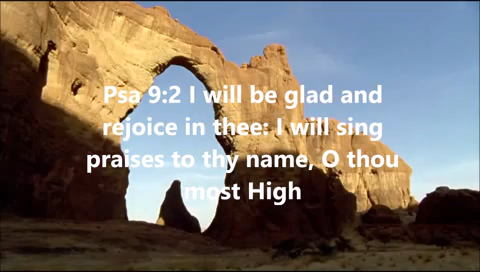 Psa 9:2 I will be glad and
rejoice in thee: I will sing
praises to thy name, O thou
most High